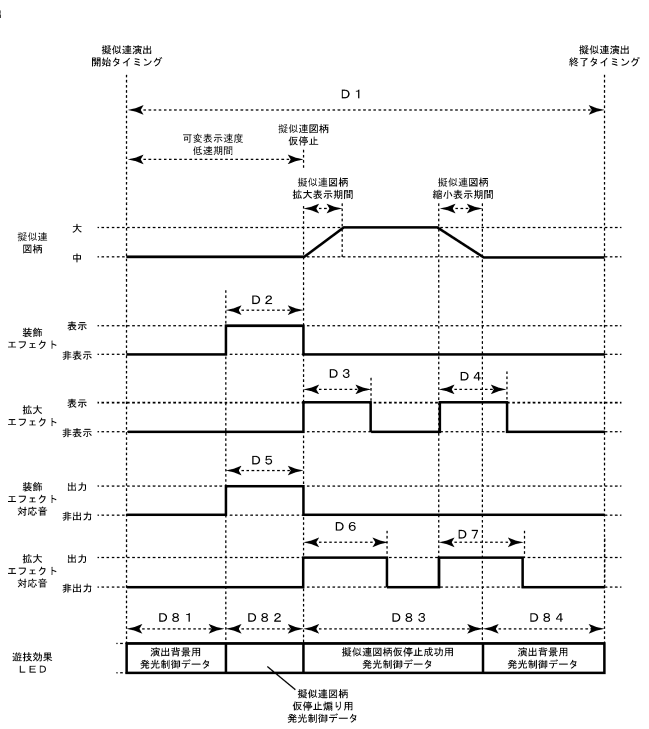 擬似連演出
開始タイミング
擬似連演出
終了タイミング
D1
可変表示速度
低速期間
擬似連図柄
仮停止
擬似連図柄
拡大表示期間
擬似連図柄
縮小表示期間
擬似連
図柄
大
中
D2
装飾
エフェクト
表示
非表示
D3
D4
拡大
エフェクト
表示
非表示
D5
装飾
エフェクト
対応音
出力
非出力
D6
D7
拡大
エフェクト
対応音
出力
非出力
D81
D82
D83
D84
遊技効果
LED
演出背景用
発光制御データ
擬似連図柄仮停止成功用
発光制御データ
演出背景用
発光制御データ
擬似連図柄
仮停止煽り用
発光制御データ